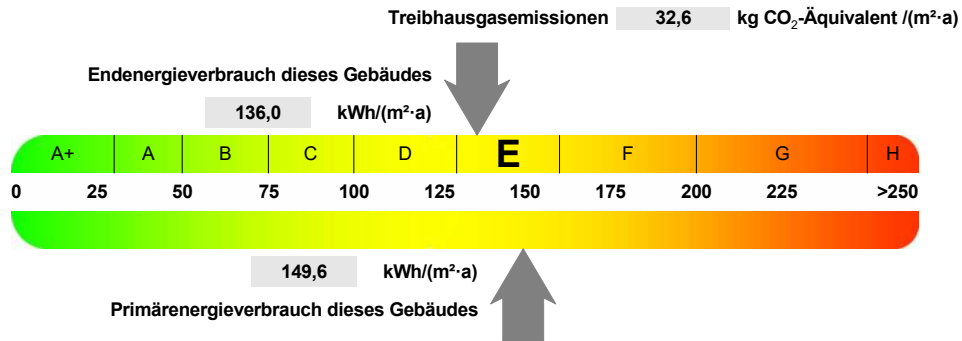 Treibhausgasemissionen 32,6 kg CO₂-Äquivalent /(m²·a)
Endenergieverbrauch dieses Gebäudes
136,0 kWh/(m²·a)
A+ A B C D E F G H
0 25 50 75 100 125 150 175 200 225 >250
149,6 kWh/(m²·a)
Primärenergieverbrauch dieses Gebäudes